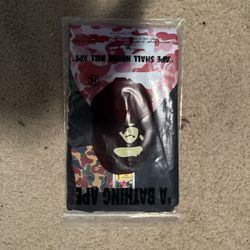 "APE SHALL NEVER KILL APE"
*A BATHING APE